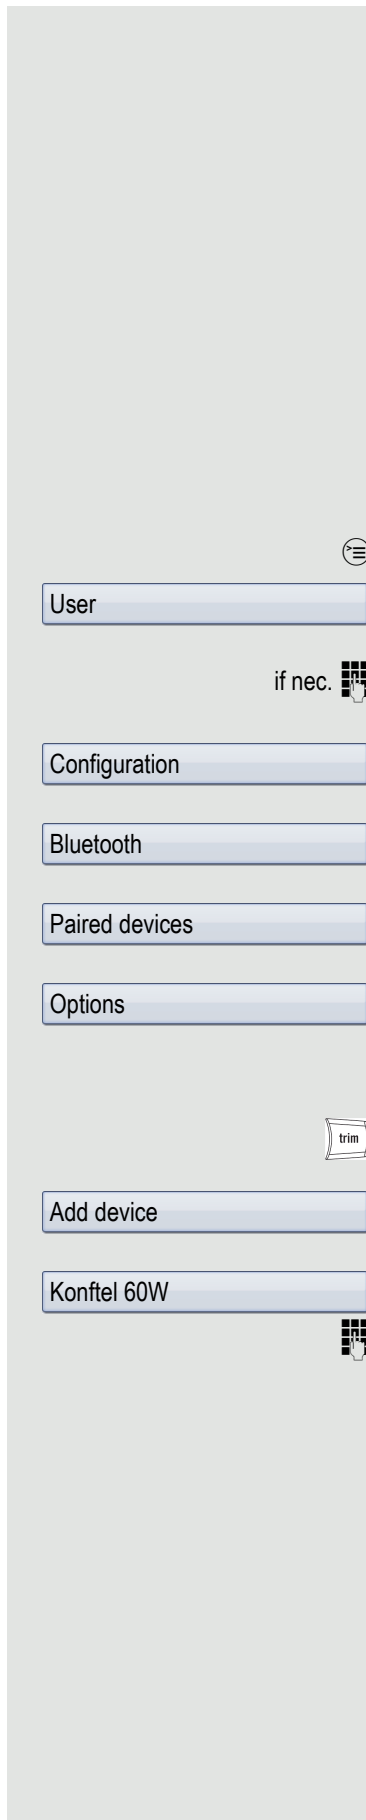 User
if nec.
Configuration
Bluetooth
Paired devices
Options
trim
Add device
Konftel 60W